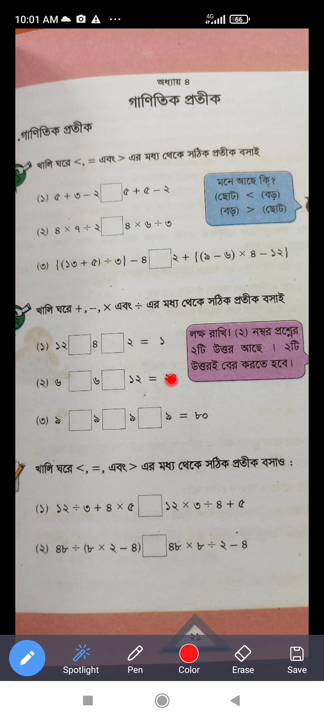 10:01 AM
4G
66
অধ্যায় ৪
গাণিতিক প্রতীক
গাণিতিক প্রতীক
খালি ঘরে <, = এবং > এর মধ্য থেকে সঠিক প্রতীক বসাই
মনে আছে কি?
(ছোট) < (বড়)
(বড়) > (ছোট)
(১) ৫ + ৩ − ২ □ ৫ + ৫ − ২
(২) ৪ × ৭ ÷ ২ □ ৪ × ৬ ÷ ৩
(৩) {(১৩ + ৫) ÷ ৩} − ৪ □ ২ + {(৯ − ৬) × ৪ − ১২}
খালি ঘরে +, −, × এবং ÷ এর মধ্য থেকে সঠিক প্রতীক বসাই
(১) ১২ □ ৪ □ ২ = ১
লক্ষ রাখি। (২) নম্বর প্রশ্নের
২টি উত্তর আছে । ২টি
উত্তরই বের করতে হবে।
(২) ৬ □ ৬ □ ১২ =
(৩) ৯ □ ৯ □ ৯ □ ৯ = ৮০
খালি ঘরে <, =, এবং > এর মধ্য থেকে সঠিক প্রতীক বসাও :
(১) ১২ ÷ ৩ + ৪ × ৫ □ ১২ × ৩ ÷ ৪ + ৫
(২) ৪৮ ÷ (৮ × ২ − ৪) □ ৪৮ × ৮ ÷ ২ − ৪
Spotlight
Pen
Color
Erase
Save